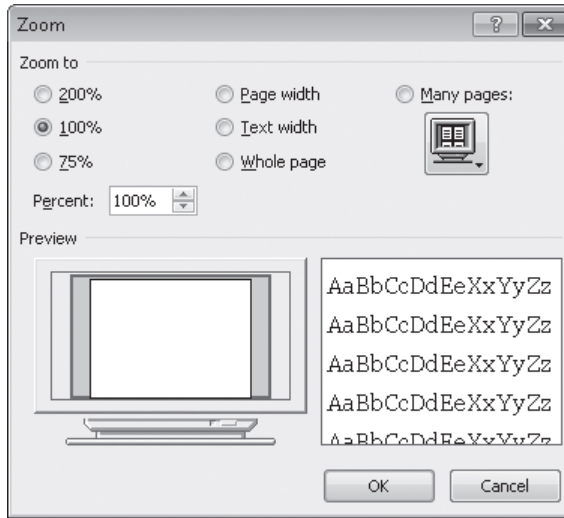 Zoom
Zoom to
200% Page width Many pages:
100% Text width
75% Whole page
Percent: 100%
Preview
AaBbCcDdEeXxYyZz
AaBbCcDdEeXxYyZz
AaBbCcDdEeXxYyZz
AaBbCcDdEeXxYyZz
AaBbCcDdEeXxYyZz
OK Cancel